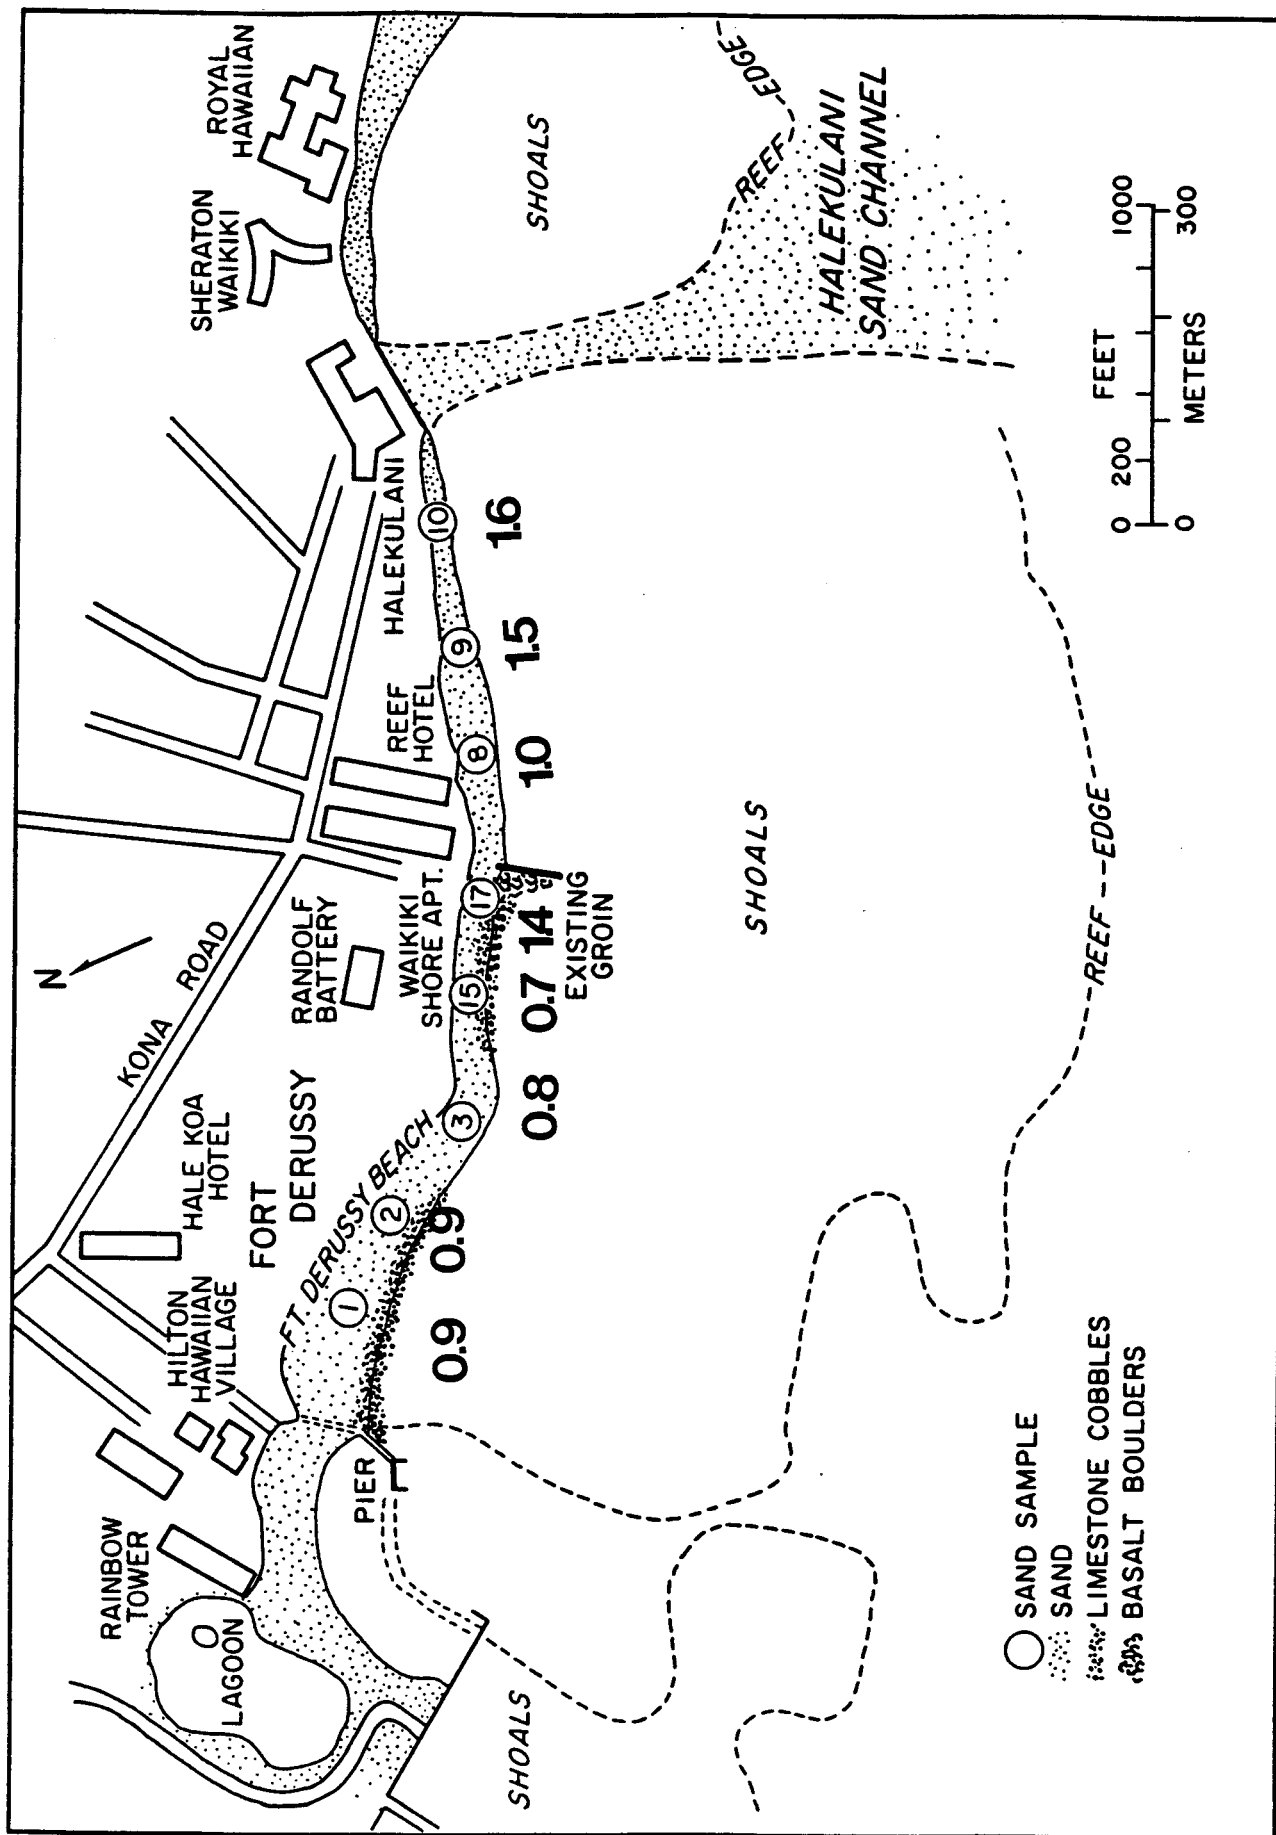 ROYAL
HAWAIIAN
SHERATON
WAIKIKI
HALEKULANI
REEF
HOTEL
WAIKIKI
SHORE APT.
RANDOLF
BATTERY
N
KONA ROAD
HALE KOA
HOTEL
FORT
DERUSSY
FT. DERUSSY BEACH
HILTON
HAWAIIAN
VILLAGE
RAINBOW
TOWER
LAGOON
PIER
1
2
3
15
17
8
9
10
0.9
0.9
0.8
0.7
1.4
1.0
1.5
1.6
EXISTING
GROIN
SHOALS
SHOALS
SHOALS
REEF EDGE
REEF EDGE
HALEKULANI
SAND CHANNEL
SAND SAMPLE
SAND
LIMESTONE COBBLES
BASALT BOULDERS
0 200 1000
FEET
METERS
0 300